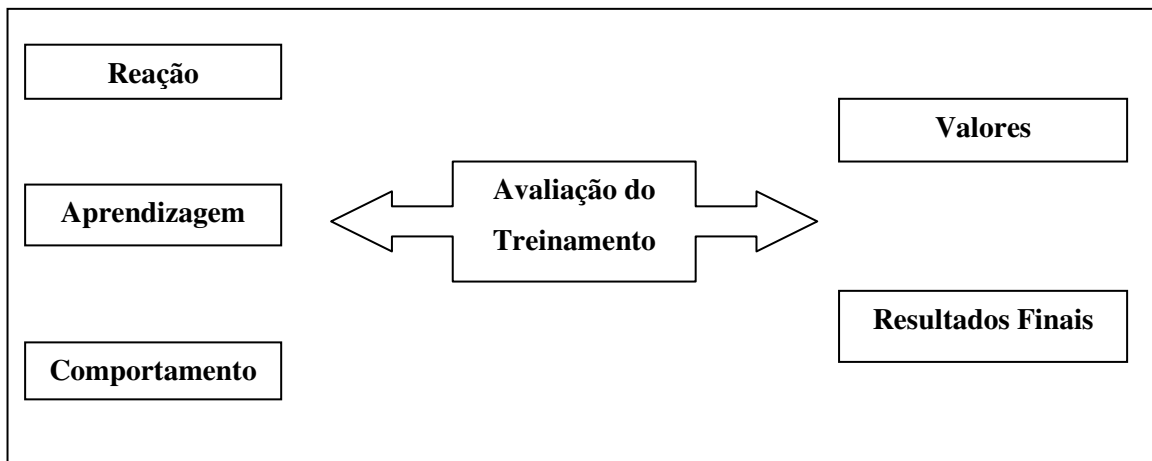 Reação
Aprendizagem
Comportamento
Avaliação do
Treinamento
Valores
Resultados Finais